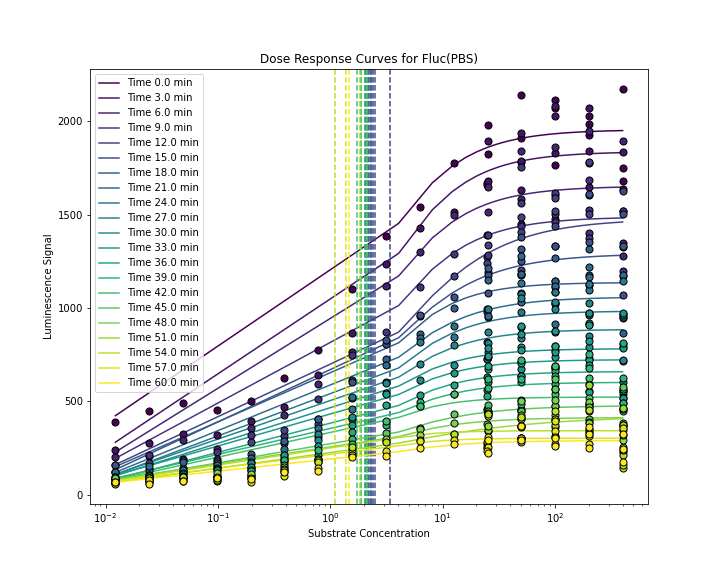 Dose Response Curves for Fluc(PBS)
Luminescence Signal
2000
1500
1000
500
0
Time 0.0 min
Time 3.0 min
Time 6.0 min
Time 9.0 min
Time 12.0 min
Time 15.0 min
Time 18.0 min
Time 21.0 min
Time 24.0 min
Time 27.0 min
Time 30.0 min
Time 33.0 min
Time 36.0 min
Time 39.0 min
Time 42.0 min
Time 45.0 min
Time 48.0 min
Time 51.0 min
Time 54.0 min
Time 57.0 min
Time 60.0 min
10⁻² 10⁻¹ 10⁰ 10¹ 10²
Substrate Concentration